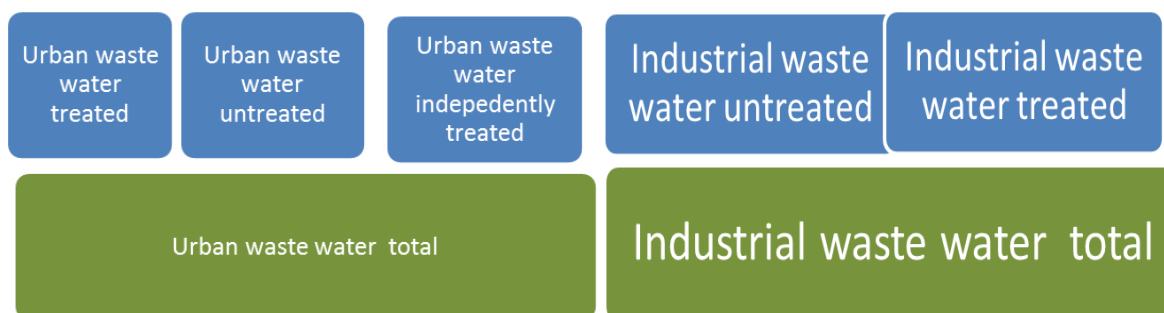 Urban waste
water
treated
Urban waste
water
untreated
Urban waste
water
indepedently
treated
Industrial waste
water untreated
Industrial waste
water treated
Urban waste water total
Industrial waste water total